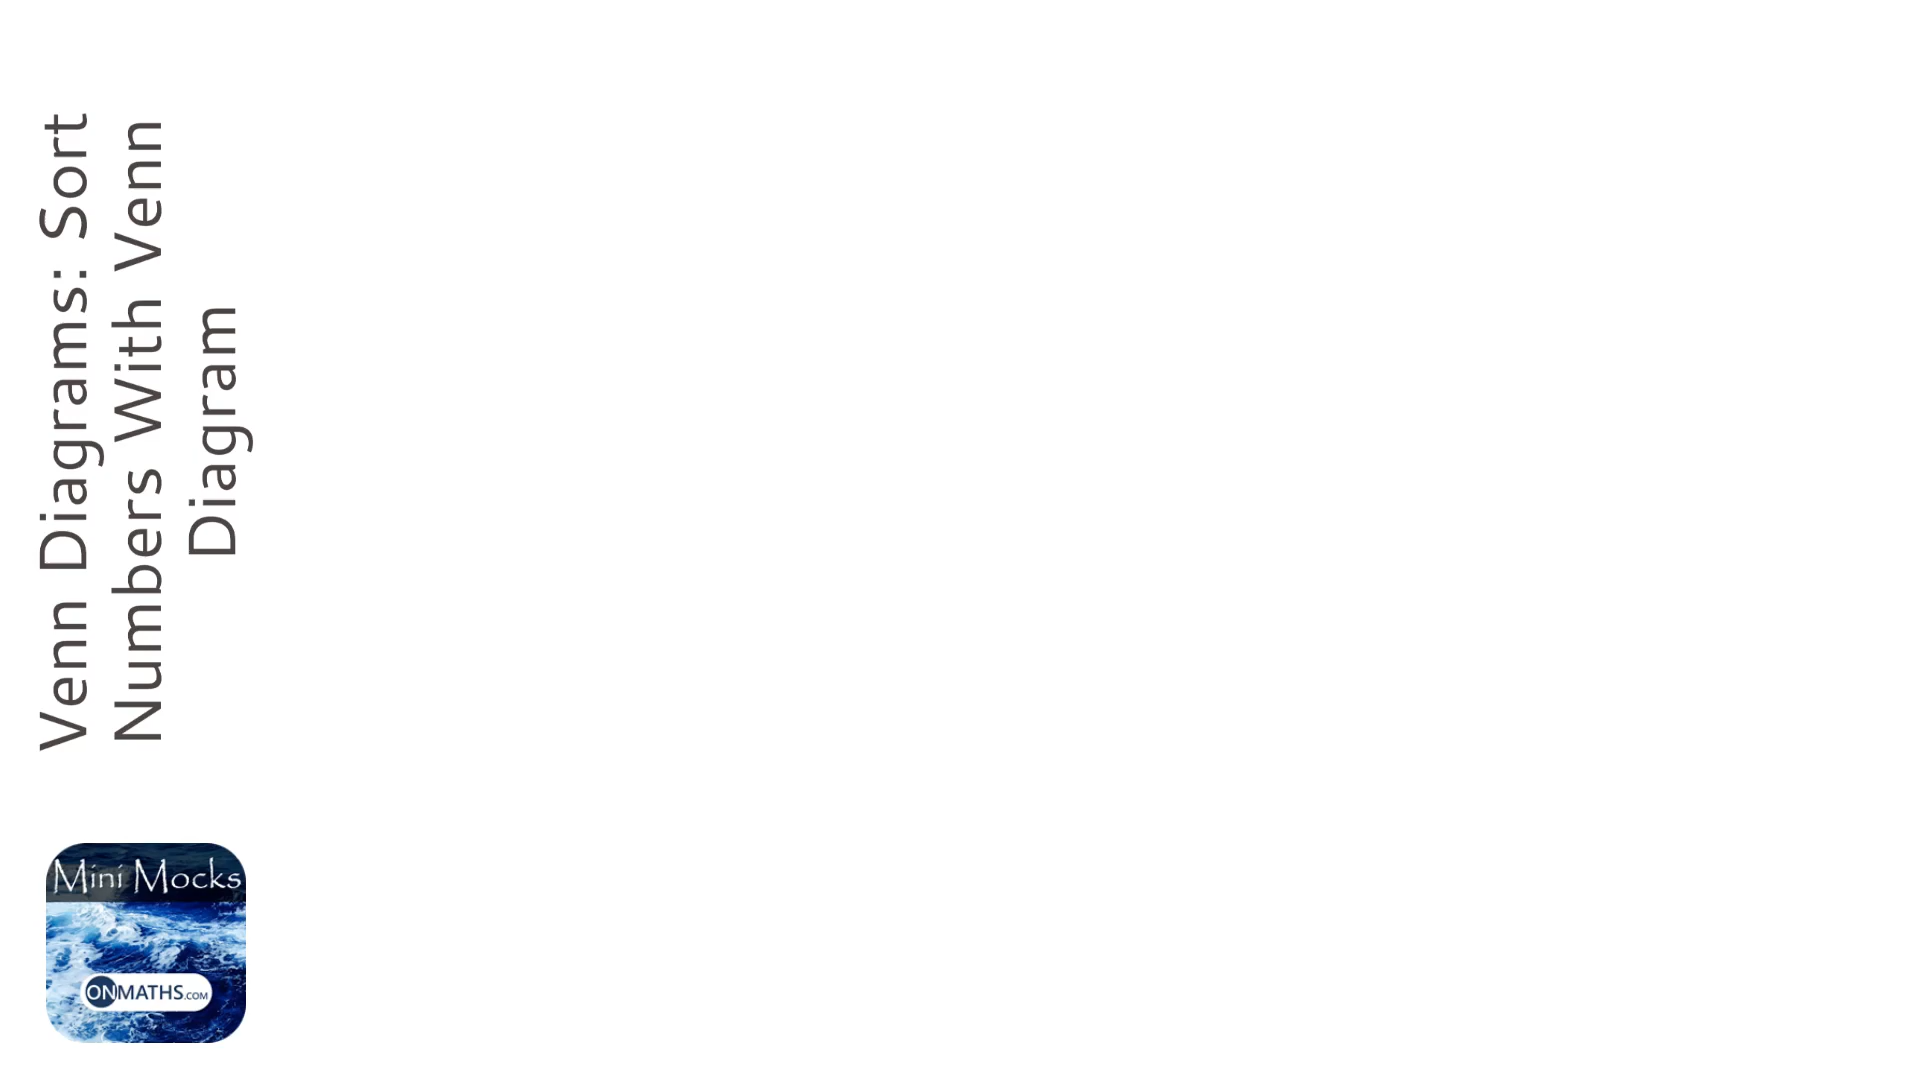 Venn Diagrams: Sort
Numbers With Venn
Diagram
Mini Mocks
ONMATHS.COM